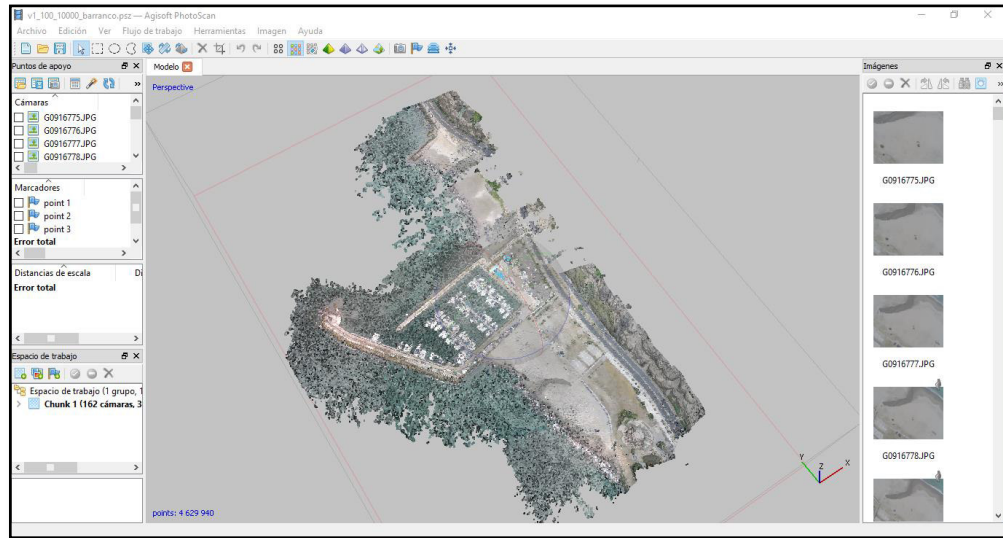 v1_100_10000_barranco.psz — Agisoft PhotoScan
Archivo Edición Ver Flujo de trabajo Herramientas Imagen Ayuda
Puntos de apoyo
Cámaras
G0916775.JPG
G0916776.JPG
G0916777.JPG
G0916778.JPG
Marcadores
point 1
point 2
point 3
Error total
Distancias de escala Di
Error total
Espacio de trabajo
Espacio de trabajo (1 grupo, 1
Chunk 1 (162 cámaras, 3
Modelo
Perspective
Y Z X
points: 4 629 940
Imágenes
G0916775.JPG
G0916776.JPG
G0916777.JPG
G0916778.JPG